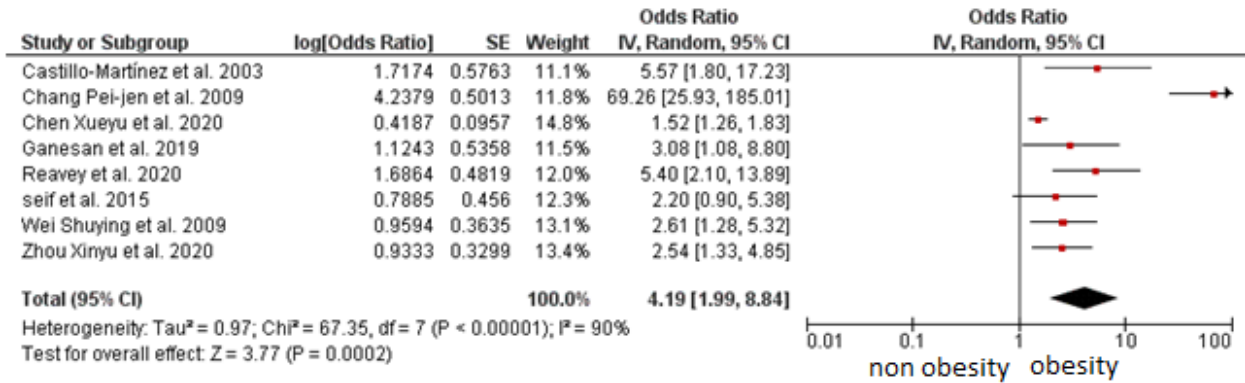 Odds Ratio Odds Ratio
Study or Subgroup log[Odds Ratio] SE Weight IV, Random, 95% CI IV, Random, 95% CI
Castillo-Martínez et al. 2003 1.7174 0.5763 11.1% 5.57 [1.80, 17.23]
Chang Pei-jen et al. 2009 4.2379 0.5013 11.8% 69.26 [25.93, 185.01]
Chen Xueyu et al. 2020 0.4187 0.0957 14.8% 1.52 [1.26, 1.83]
Ganesan et al. 2019 1.1243 0.5358 11.5% 3.08 [1.08, 8.80]
Reavey et al. 2020 1.6864 0.4819 12.0% 5.40 [2.10, 13.89]
seif et al. 2015 0.7885 0.456 12.3% 2.20 [0.90, 5.38]
Wei Shuying et al. 2009 0.9594 0.3635 13.1% 2.61 [1.28, 5.32]
Zhou Xinyu et al. 2020 0.9333 0.3299 13.4% 2.54 [1.33, 4.85]
Total (95% CI) 100.0% 4.19 [1.99, 8.84]
Heterogeneity: Tau² = 0.97; Chi² = 67.35, df = 7 (P < 0.00001); I² = 90%
Test for overall effect: Z = 3.77 (P = 0.0002)
0.01 0.1 1 10 100
non obesity obesity